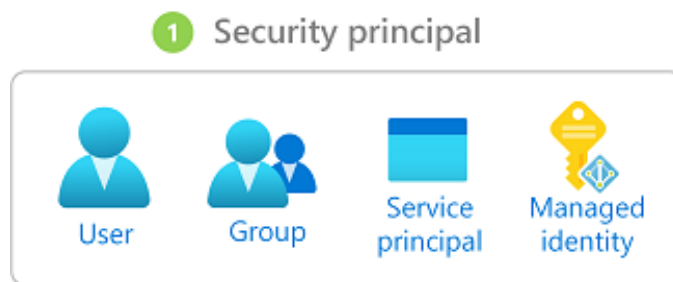 1 Security principal
User
Group
Service
principal
Managed
identity